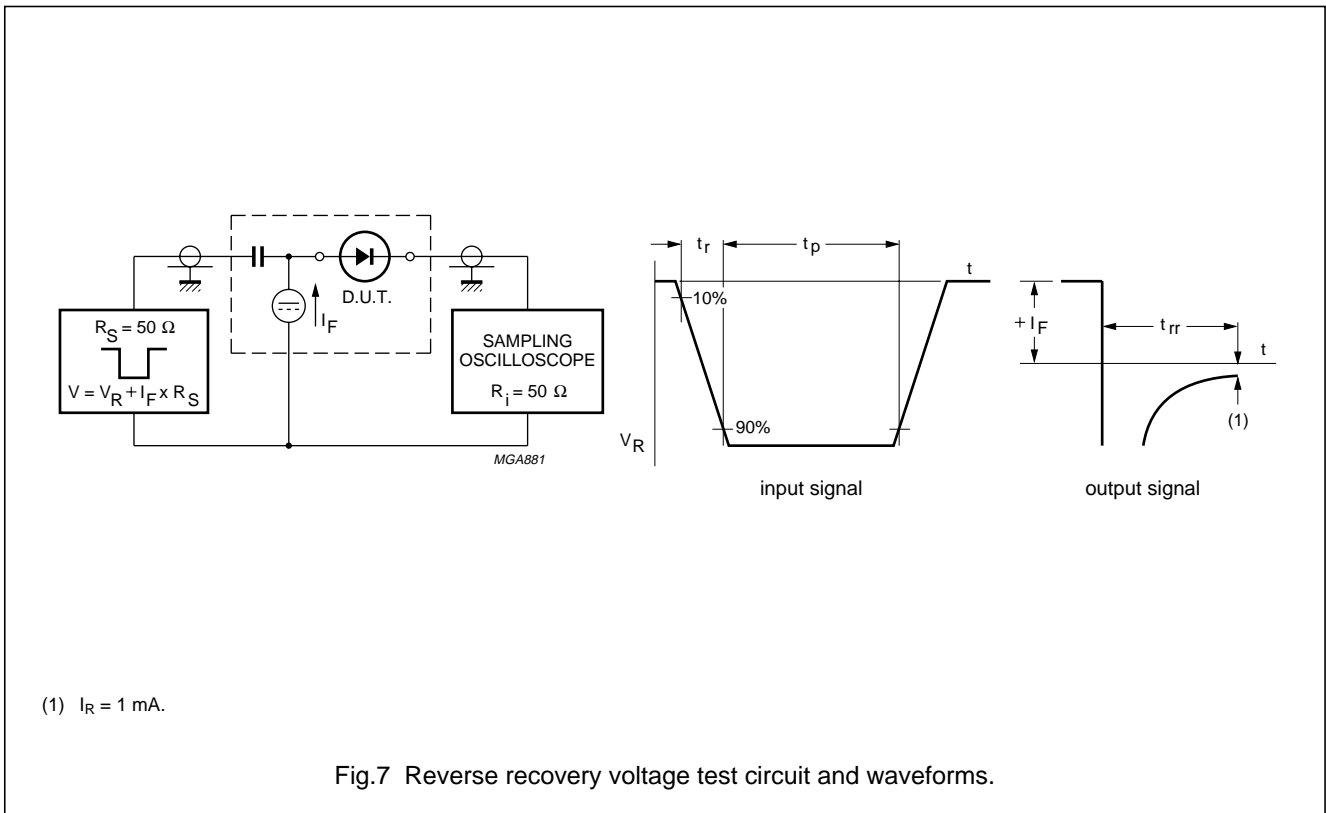 R_S = 50 Ω
V = V_R + I_F x R_S
I_F
D.U.T.
SAMPLING
OSCILLOSCOPE
R_i = 50 Ω
MGA881
t_r
t_p
t
10%
90%
V_R
input signal
+ I_F
t_rr
t
(1)
output signal
(1) I_R = 1 mA.
Fig.7 Reverse recovery voltage test circuit and waveforms.